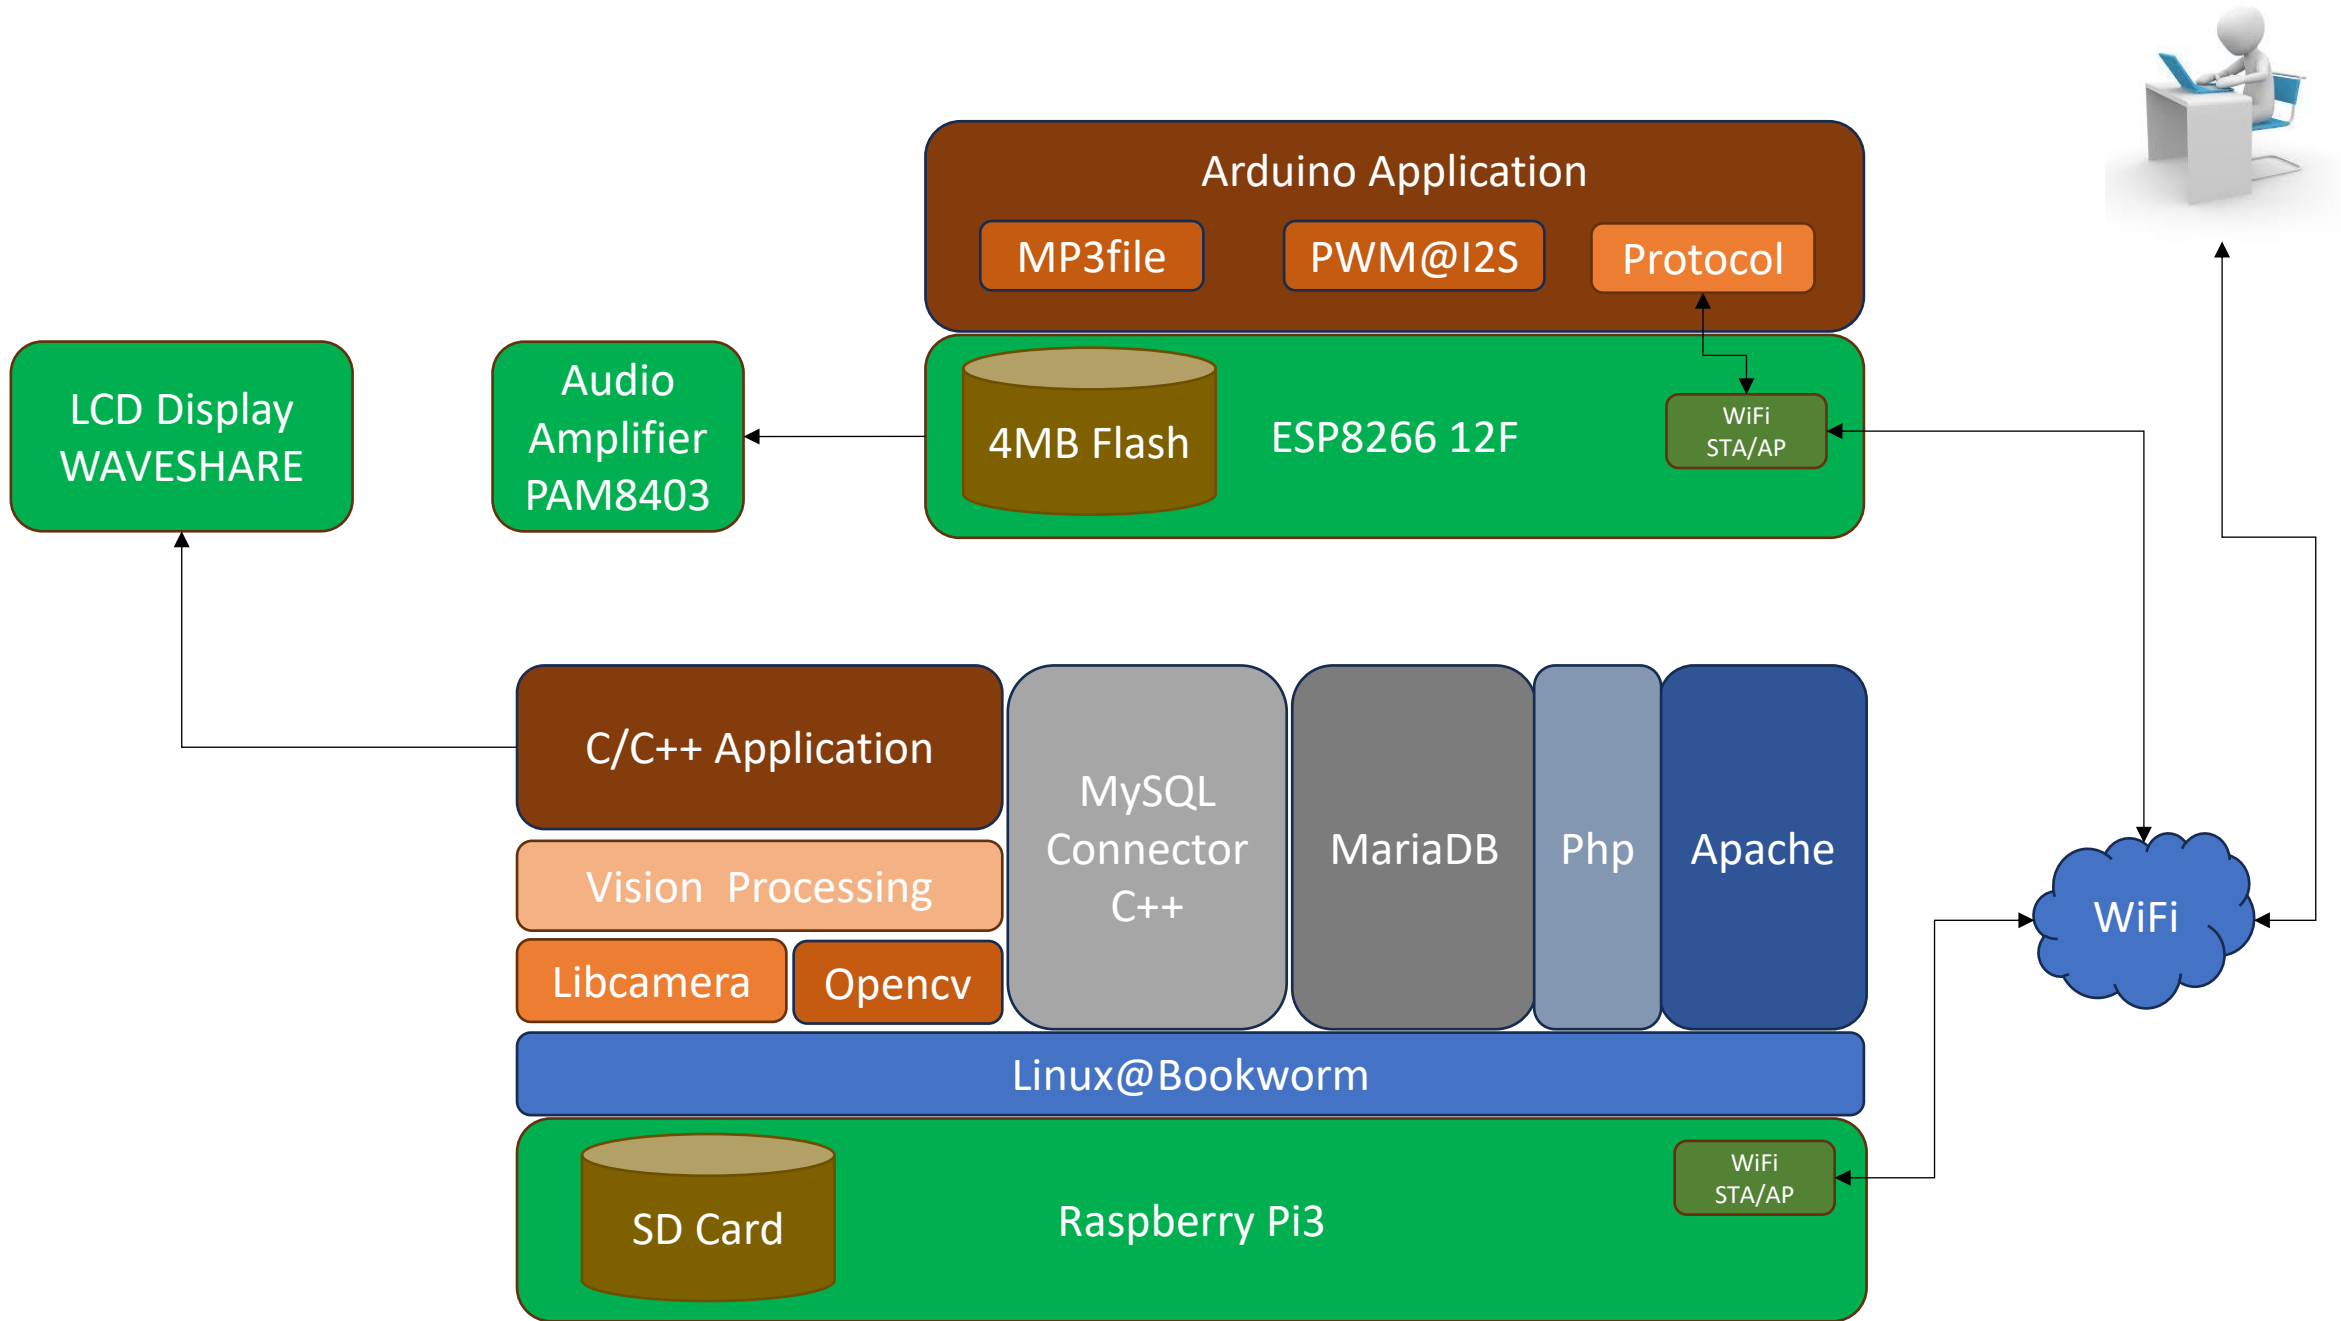 Arduino Application
MP3file
PWM@I2S
Protocol
LCD Display
WAVESHARE
Audio
Amplifier
PAM8403
4MB Flash
ESP8266 12F
WiFi
STA/AP
C/C++ Application
Vision  Processing
Libcamera
Opencv
MySQL
Connector
C++
MariaDB
Php
Apache
WiFi
Linux@Bookworm
SD Card
Raspberry Pi3
WiFi
STA/AP